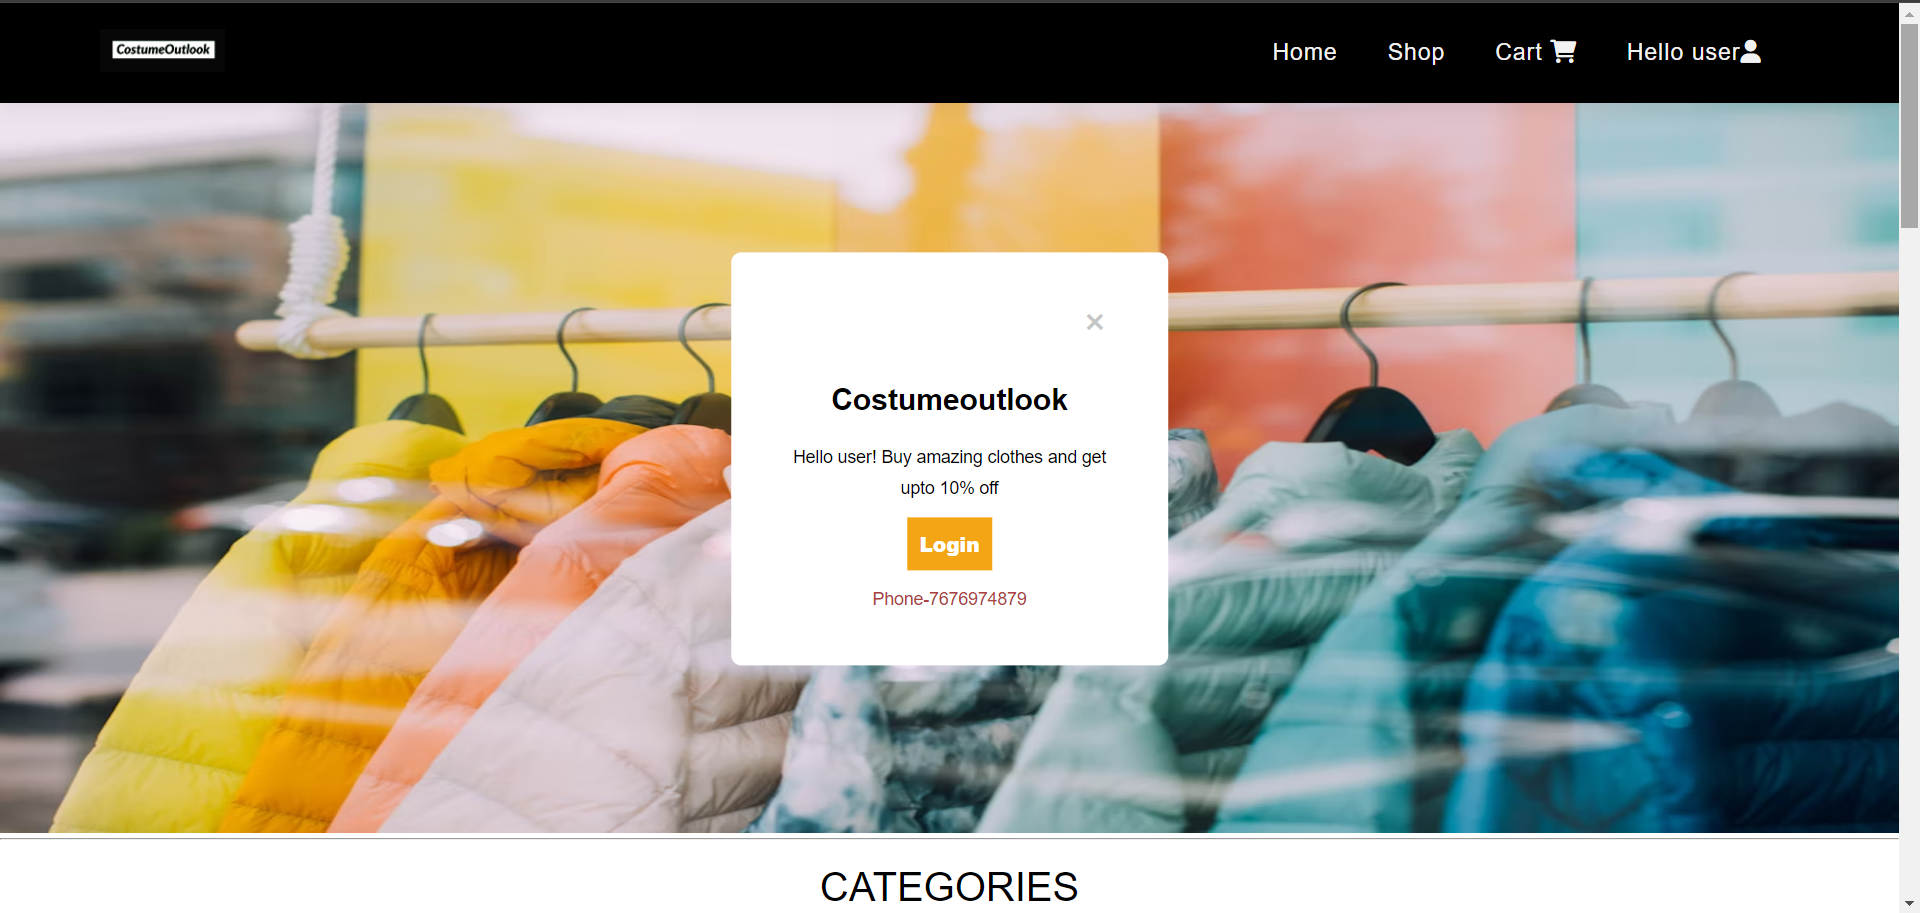 CostumeOutlook
Home
Shop
Cart
Hello user
Costumeoutlook
Hello user! Buy amazing clothes and get
upto 10% off
Login
Phone-7676974879
CATEGORIES